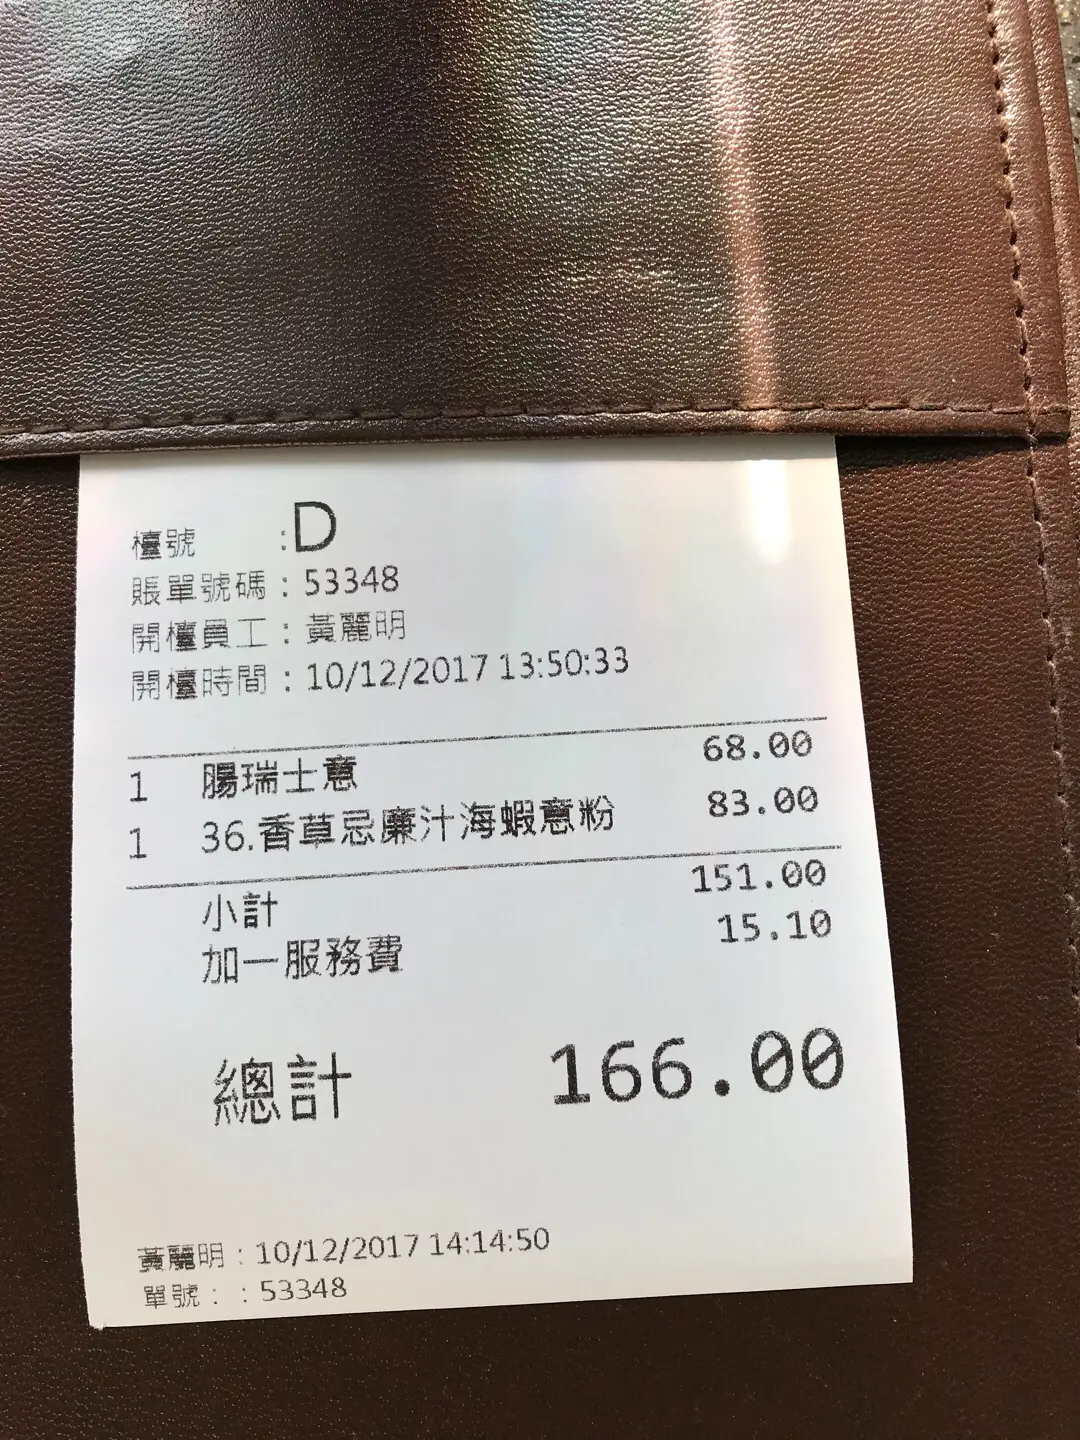 檯號 :D
賬單號碼 : 53348
開檯員工 : 黃麗明
開檯時間 : 10/12/2017 13:50:33
1 腸瑞士意 68.00
1 36.香草忌廉汁海蝦意粉 83.00
小計 151.00
加一服務費 15.10
總計 166.00
黃麗明 : 10/12/2017 14:14:50
單號 : : 53348